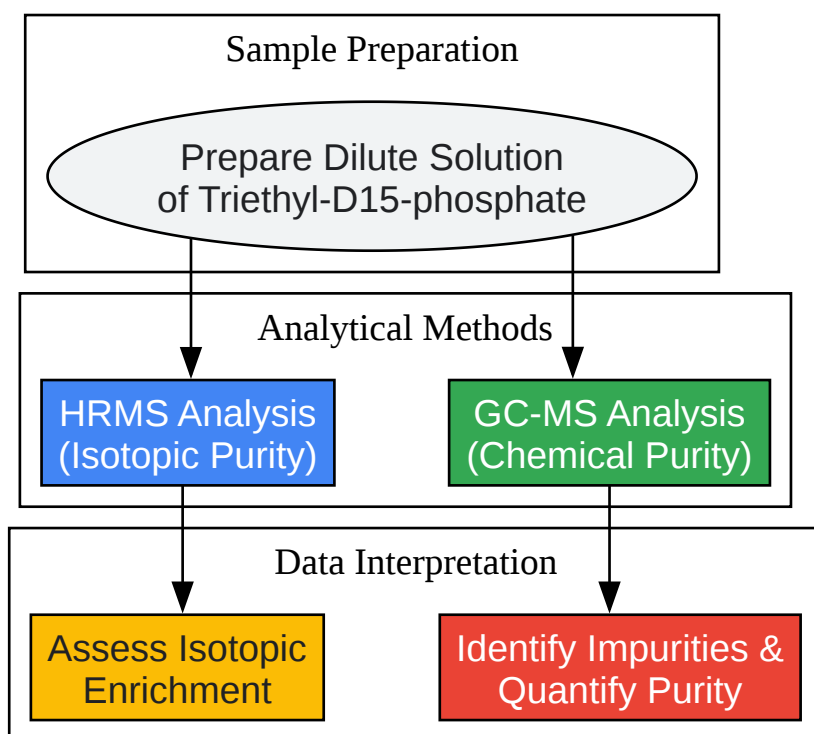 Sample Preparation
Prepare Dilute Solution
of Triethyl-D15-phosphate
Analytical Methods
HRMS Analysis
(Isotopic Purity)
GC-MS Analysis
(Chemical Purity)
Data Interpretation
Assess Isotopic
Enrichment
Identify Impurities &
Quantify Purity